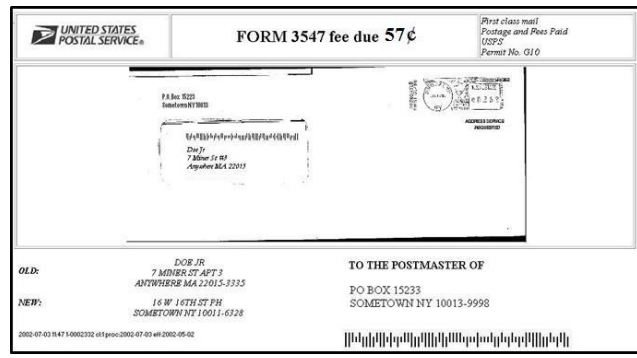 UNITED STATES
POSTAL SERVICE®
FORM 3547 fee due 57¢
First class mail
Postage and Fees Paid
USPS
Permit No. G10
P.O. Box 15223
Sometown NY 10013
ADDRESS SERVICE
REQUESTED
Doe Jr
7 Miner St #3
Anywhere MA 22015
OLD:
DOE JR
7 MINER ST APT 3
ANYTHERE MA 22015-3335
NEW:
16 W 16TH ST PH
SOMETOWN NY 10011-6328
TO THE POSTMASTER OF
PO BOX 15233
SOMETOWN NY 10013-9998